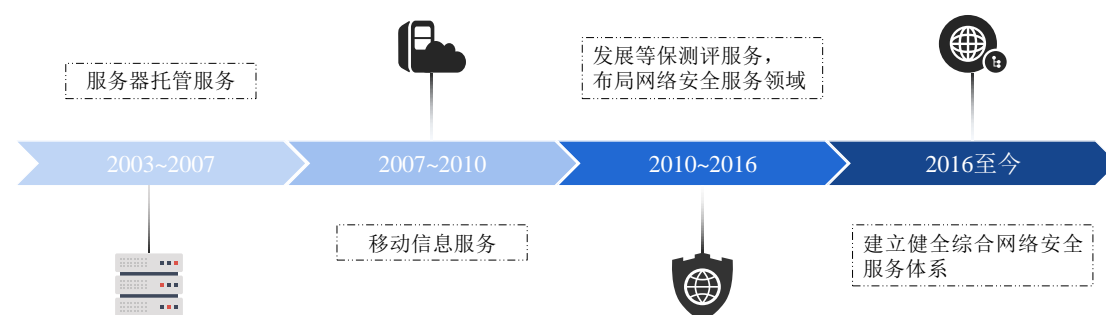 服务器托管服务
发展等保测评服务，
布局网络安全服务领域
2003~2007
2007~2010
2010~2016
2016至今
移动信息服务
建立健全综合网络安全
服务体系